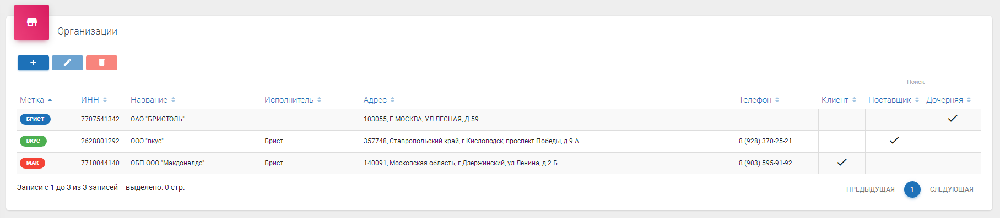 Организации
Поиск
Метка ИНН Название Исполнитель Адрес Телефон Клиент Поставщик Дочерняя
БРИСТ 7707541342 ОАО "БРИСТОЛЬ" 103055, Г МОСКВА, УЛ ЛЕСНАЯ, Д 59
ВКУС 2628801292 ООО "вкус" Брист 357748, Ставропольский край, г Кисловодск, проспект Победы, д 9 А 8 (928) 370-25-21
МАК 7710044140 ОБП ООО "Макдоналдс" Брист 140091, Московская область, г Дзержинский, ул Ленина, д 2 Б 8 (903) 595-91-92
Записи с 1 до 3 из 3 записей выделено: 0 стр. ПРЕДЫДУЩАЯ 1 СЛЕДУЮЩАЯ